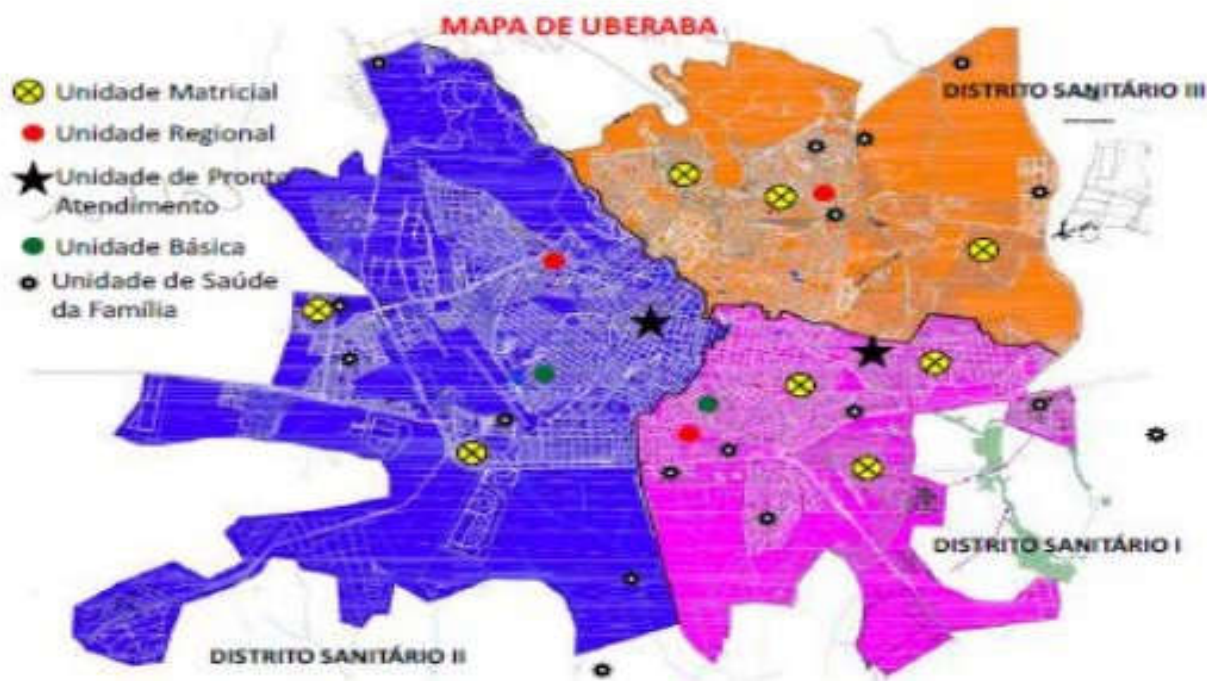 MAPA DE UBERABA
Unidade Matricial
Unidade Regional
Unidade de Pronto
Atendimento
Unidade Básica
Unidade de Saúde
da Família
DISTRITO SANITÁRIO III
DISTRITO SANITÁRIO I
DISTRITO SANITÁRIO II